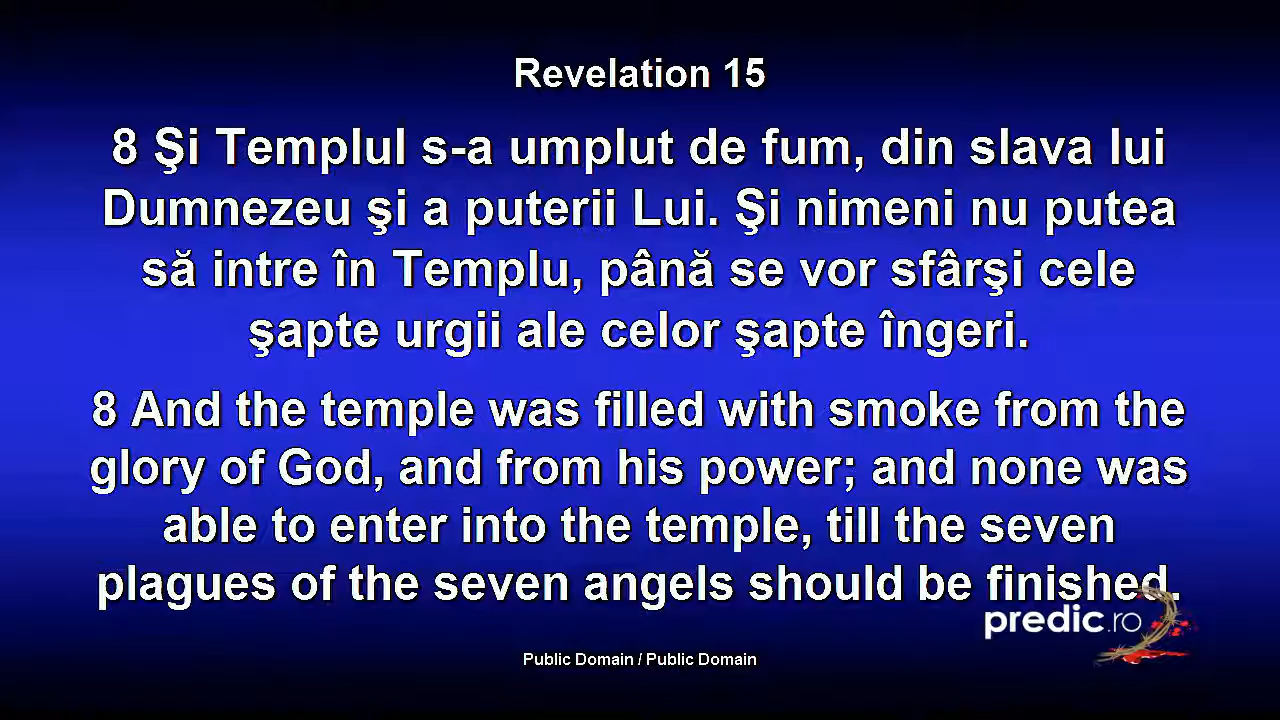 Revelation 15
8 Şi Templul s-a umplut de fum, din slava lui
Dumnezeu şi a puterii Lui. Şi nimeni nu putea
să intre în Templu, până se vor sfârşi cele
şapte urgii ale celor şapte îngeri.
8 And the temple was filled with smoke from the
glory of God, and from his power; and none was
able to enter into the temple, till the seven
plagues of the seven angels should be finished.
predic.ro
Public Domain / Public Domain